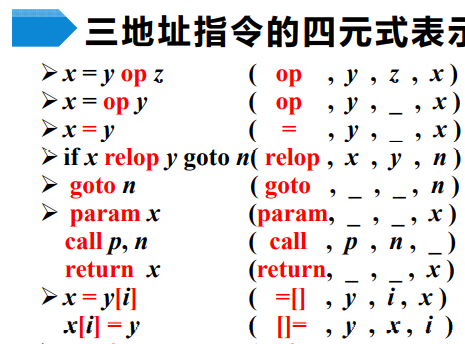 三地址指令的四元式表示
➢ x = y op z ( op , y , z , x )
➢ x = op y ( op , y , _ , x )
➢ x = y ( = , y , _ , x )
➢ if x relop y goto n( relop , x , y , n )
➢ goto n ( goto , _ , _ , n )
➢ param x (param, _ , _ , x )
call p, n ( call , p , n , _ )
return x (return, _ , _ , x )
➢ x = y[i] ( =[] , y , i , x )
x[i] = y ( []= , y , x , i )